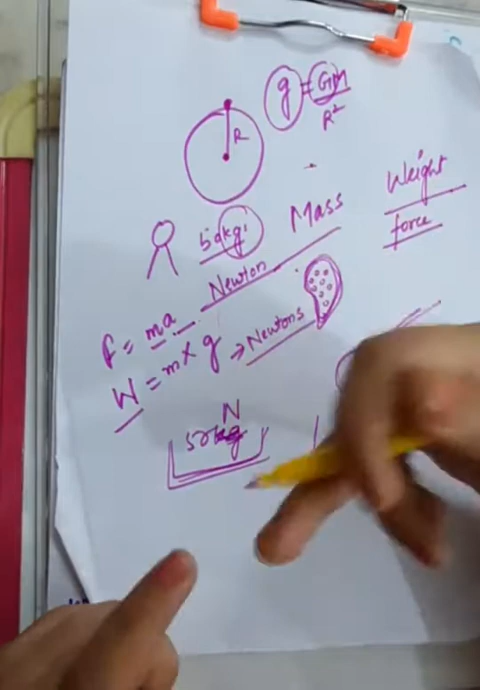 g = GM
R²
R
Weight
force
50kg Mass
Newton
F = ma
W = m x g → Newtons
N
50kg